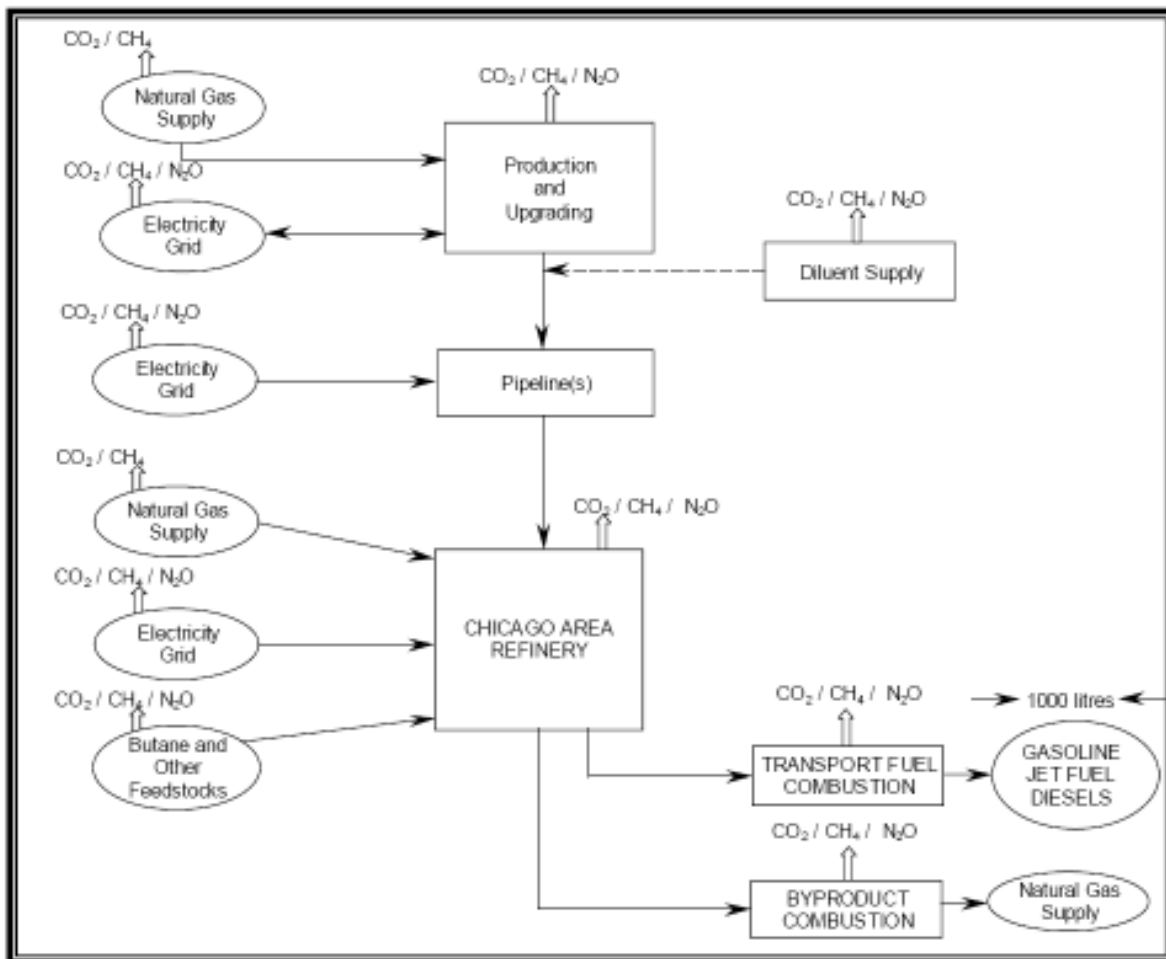 CO₂ / CH₄
Natural Gas
Supply
CO₂ / CH₄ / N₂O
Production
and
Upgrading
CO₂ / CH₄ / N₂O
Electricity
Grid
CO₂ / CH₄ / N₂O
Diluent Supply
CO₂ / CH₄ / N₂O
Electricity
Grid
Pipeline(s)
CO₂ / CH₄
Natural Gas
Supply
CO₂ / CH₄ / N₂O
CO₂ / CH₄ / N₂O
Electricity
Grid
CHICAGO AREA
REFINERY
CO₂ / CH₄ / N₂O
Butane and
Other
Feedstocks
CO₂ / CH₄ / N₂O
1000 litres
TRANSPORT FUEL
COMBUSTION
GASOLINE
JET FUEL
DIESELS
CO₂ / CH₄ / N₂O
BYPRODUCT
COMBUSTION
Natural Gas
Supply